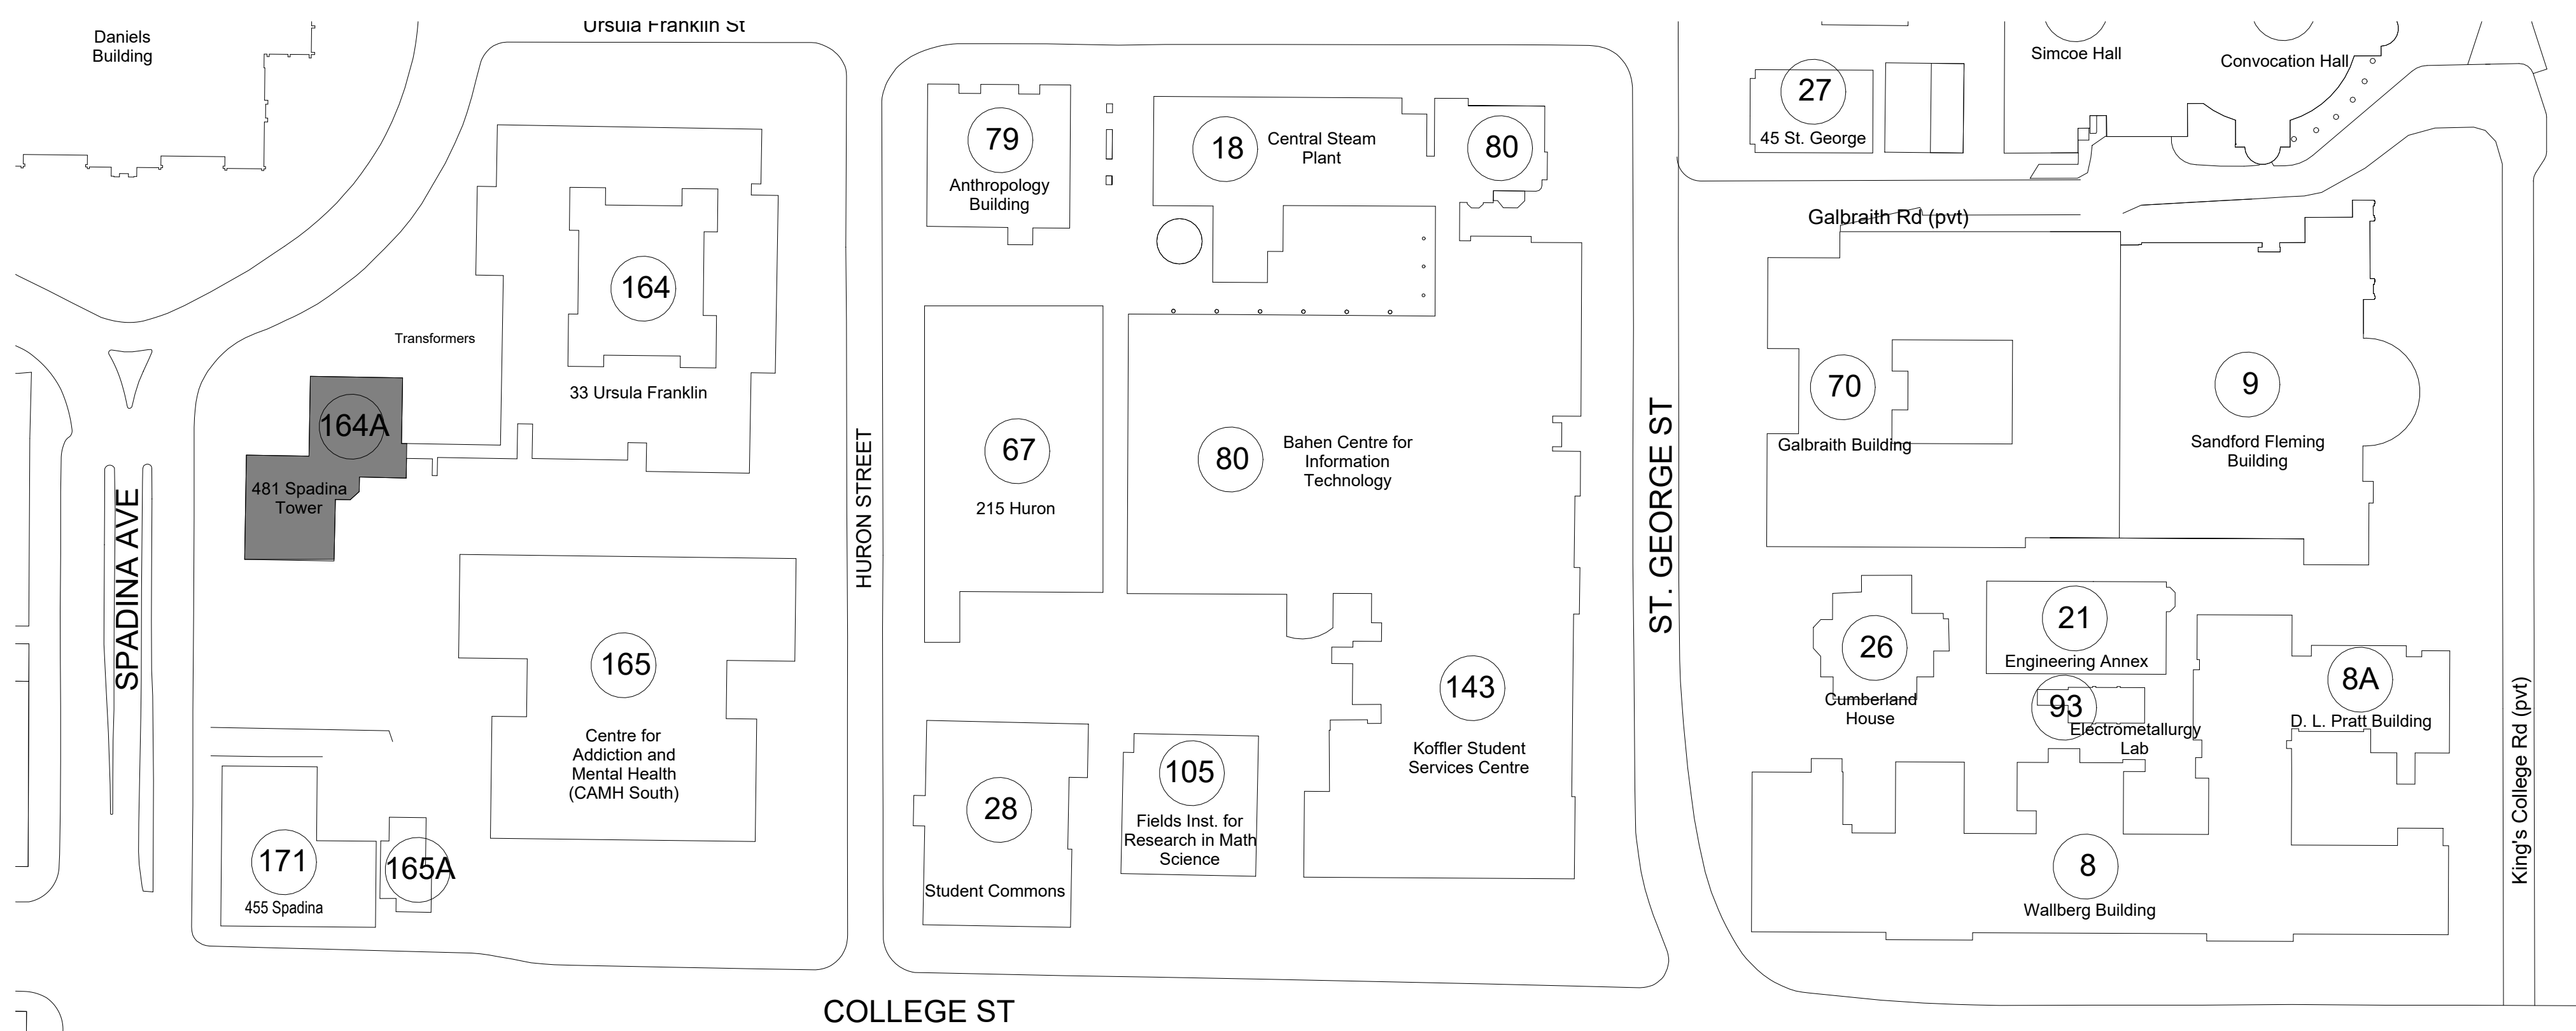 Ursula Franklin St
Daniels
Building
Simcoe Hall
Convocation Hall
27
45 St. George
79
Anthropology
Building
18
Central Steam
Plant
80
Galbraith Rd (pvt)
164
33 Ursula Franklin
Transformers
164A
481 Spadina
Tower
SPADINA AVE
HURON STREET
67
215 Huron
80
Bahen Centre for
Information
Technology
ST. GEORGE ST
70
Galbraith Building
9
Sandford Fleming
Building
165
Centre for
Addiction and
Mental Health
(CAMH South)
171
455 Spadina
165A
28
Student Commons
105
Fields Inst. for
Research in Math
Science
143
Koffler Student
Services Centre
26
Cumberland
House
21
Engineering Annex
93
Electrometallurgy
Lab
8A
D. L. Pratt Building
8
Wallberg Building
King's College Rd (pvt)
COLLEGE ST